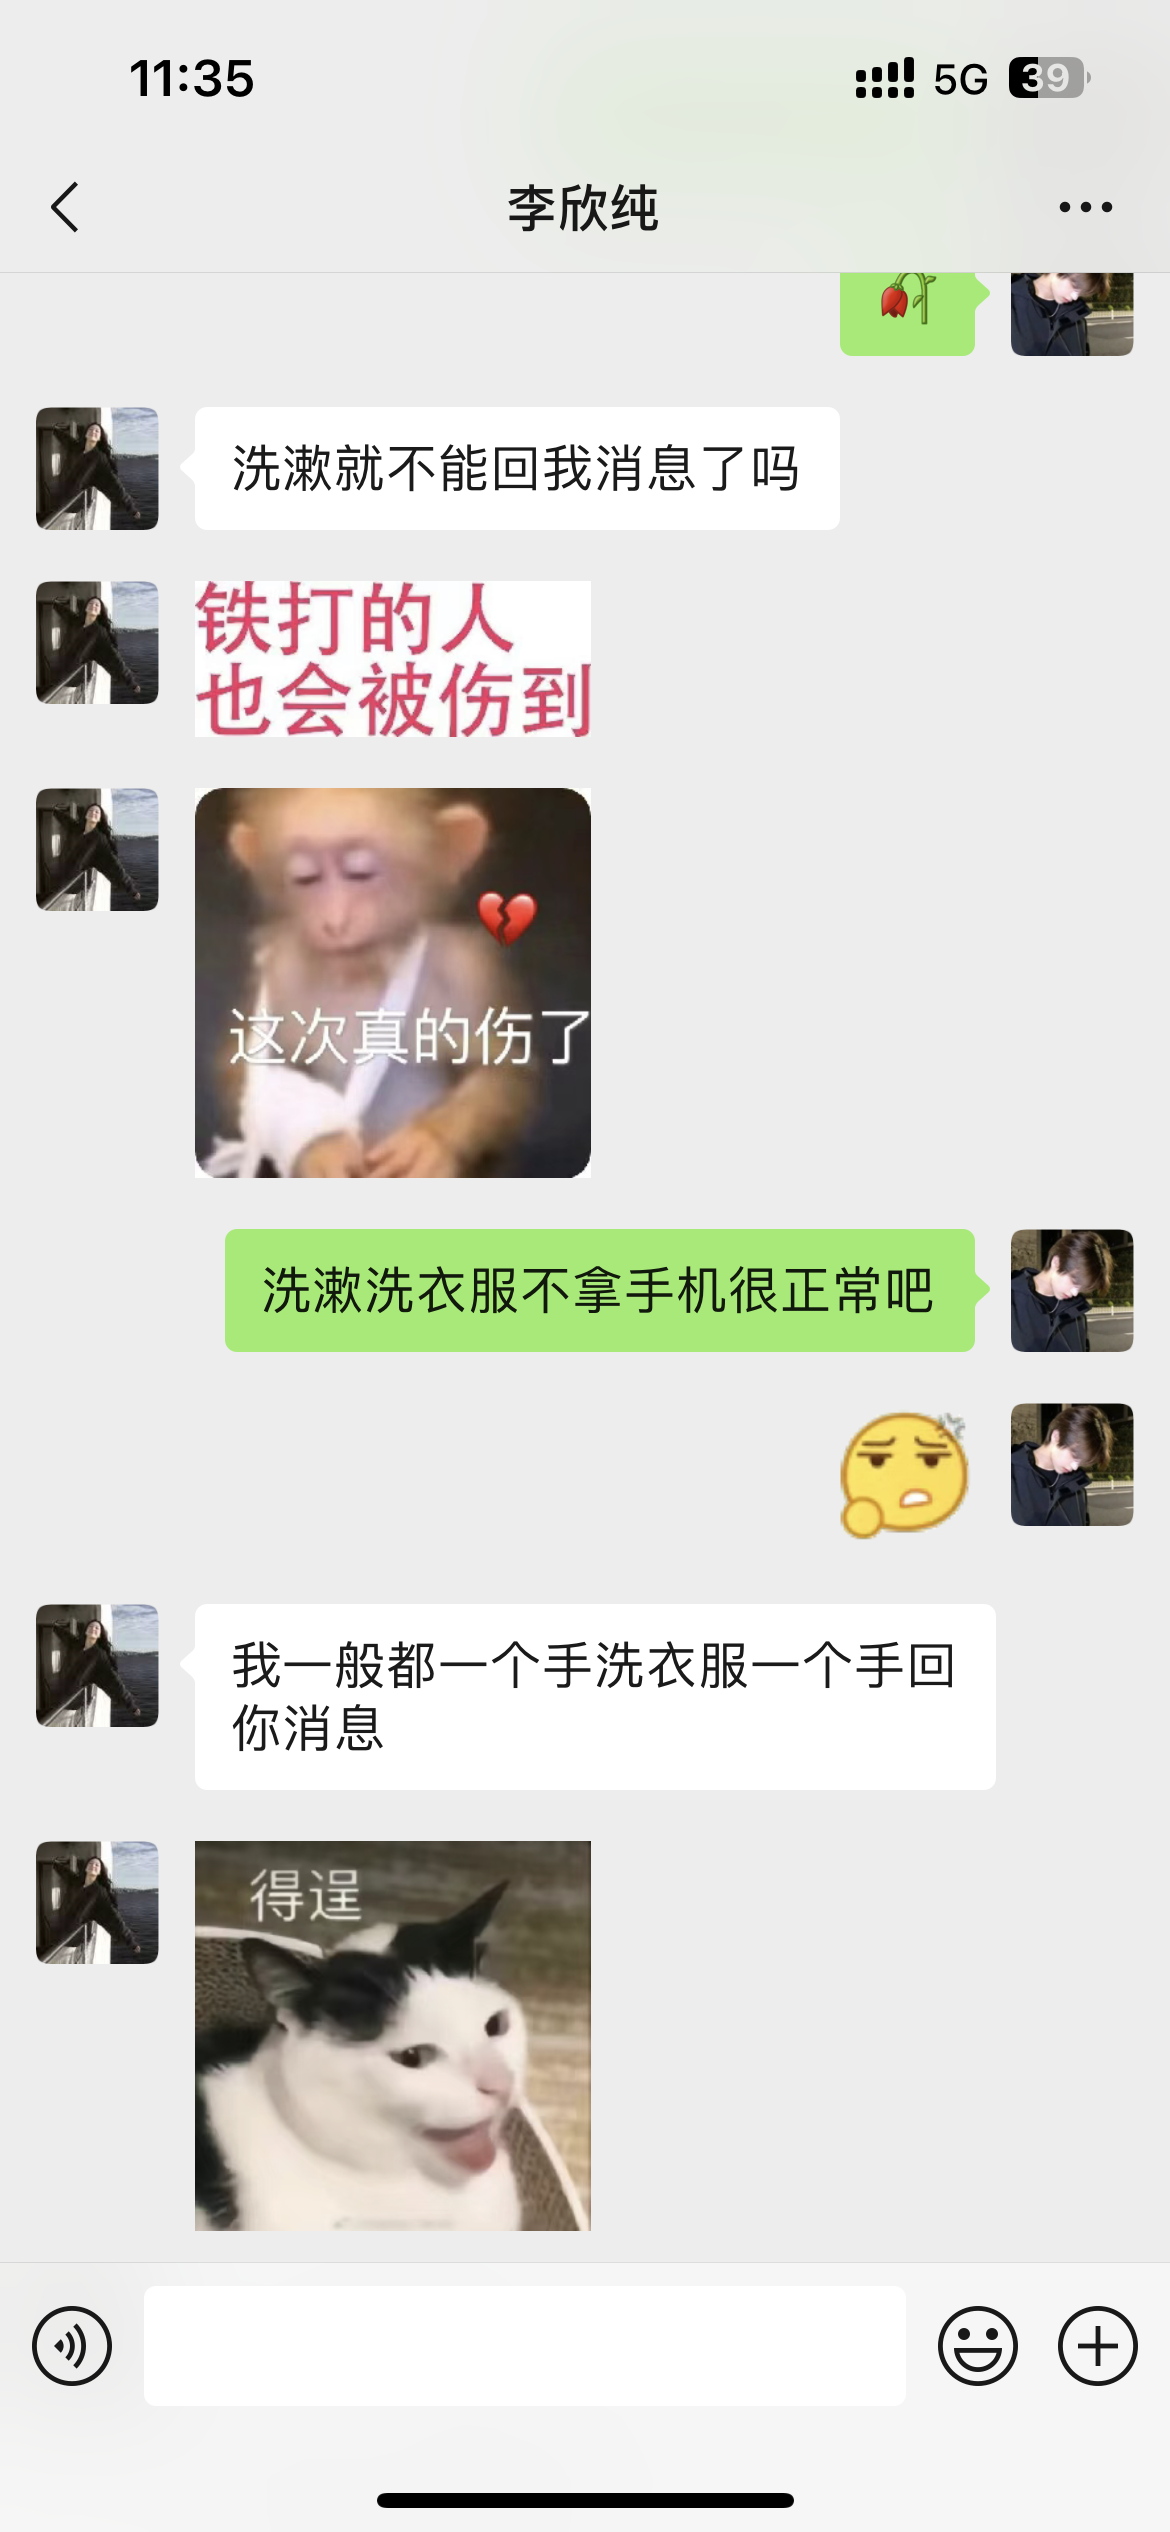 11:35
5G
39
李欣纯
洗漱就不能回我消息了吗
铁打的人
也会被伤到
这次真的伤了
洗漱洗衣服不拿手机很正常吧
我一般都一个手洗衣服一个手回
你消息
得逞